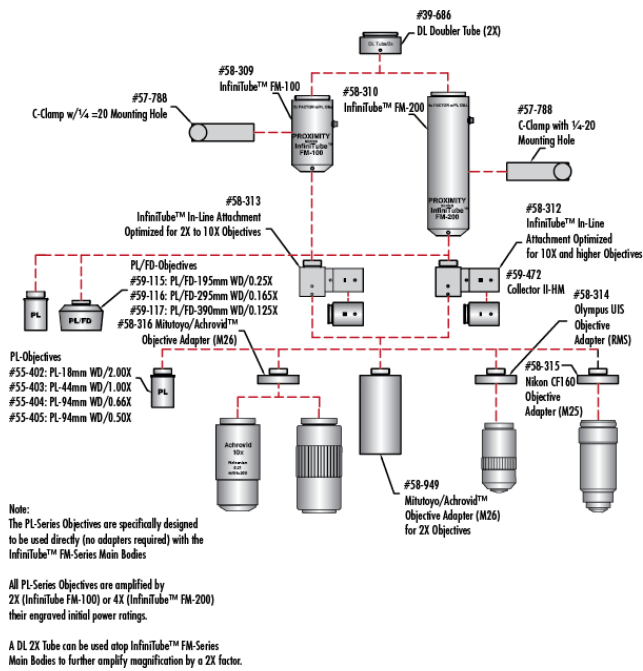 #39-686
DL Doubler Tube (2X)
DL Tube/2x
#58-309
InfiniTube™ FM-100
#58-310
InfiniTube™ FM-200
#57-788
C-Clamp w/¼ =20 Mounting Hole
#57-788
C-Clamp with ¼-20
Mounting Hole
PROXIMITY
InfiniTube™
FM-100
PROXIMITY
InfiniTube™
FM-200
#58-313
InfiniTube™ In-Line Attachment
Optimized for 2X to 10X Objectives
#58-312
InfiniTube™ In-Line
Attachment Optimized
for 10X and higher Objectives
#59-472
Collector II-HM
PL/FD-Objectives
#59-115: PL/FD-195mm WD/0.25X
#59-116: PL/FD-295mm WD/0.165X
#59-117: PL/FD-390mm WD/0.125X
PL
PL/FD
#58-316 Mitutoyo/Achrovid™
Objective Adapter (M26)
#58-314
Olympus UIS
Objective
Adapter (RMS)
#58-315
Nikon CF160
Objective
Adapter (M25)
PL-Objectives
#55-402: PL-18mm WD/2.00X
#55-403: PL-44mm WD/1.00X
#55-404: PL-94mm WD/0.66X
#55-405: PL-94mm WD/0.50X
PL
Achrovid
10x
#58-949
Mitutoyo/Achrovid™
Objective Adapter (M26)
for 2X Objectives
Note:
The PL-Series Objectives are specifically designed
to be used directly (no adapters required) with the
InfiniTube™ FM-Series Main Bodies
All PL-Series Objectives are amplified by
2X (InfiniTube FM-100) or 4X (InfiniTube™ FM-200)
their engraved initial power ratings.
A DL 2X Tube can be used atop InfiniTube™ FM-Series
Main Bodies to further amplify magnification by a 2X factor.